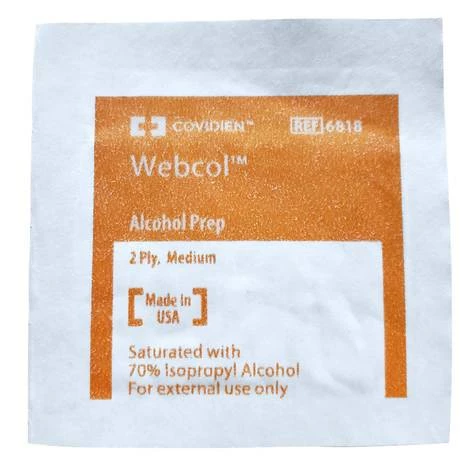 COVIDIEN™ REF 6818
Webcol™
Alcohol Prep
2 Ply, Medium
Made in
USA
Saturated with
70% Isopropyl Alcohol
For external use only